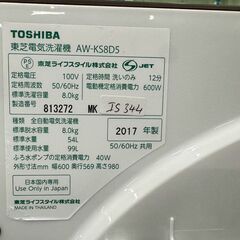 TOSHIBA
東芝電気洗濯機 AW-KS8D5
PS E 東芝ライフスタイル株式会社 JET
定格電圧 100V 定格時間 洗いのみ 12分
定格周波数 50/60Hz 電動機定格消費電力 600W
標準洗濯容量 8.0kg
製造番号 813272 MK JS344
種類 全自動電気洗濯機
標準洗濯容量 8.0kg
標準水量 54L
標準使用水量 99L 50/60Hz 共用
2017 年製
ふろ水ポンプの定格消費電力 40W
外形寸法(mm) 幅600 奥行569 高さ980
日本国内専用
Use Only in Japan
東芝ライフスタイル株式会社
MADE IN THAILAND